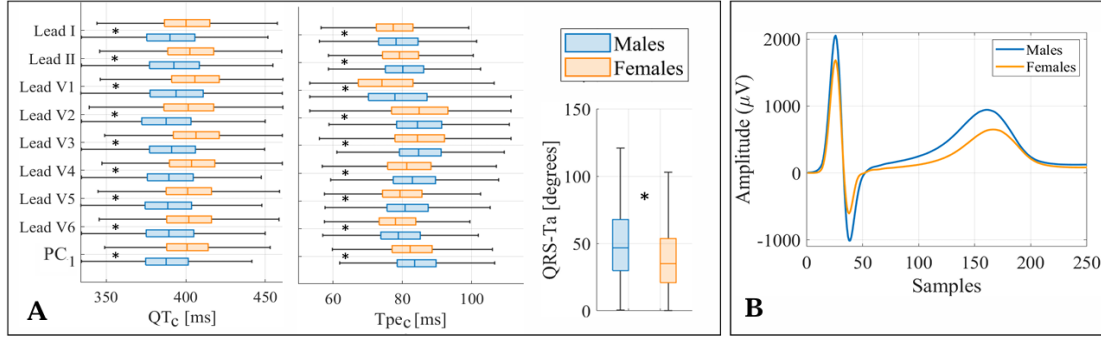 Lead I
Lead II
Lead V1
Lead V2
Lead V3
Lead V4
Lead V5
Lead V6
PC1
* * * * * * * * *
350 400 450
QTc [ms]
A
* * * * * * * * *
60 80 100
Tpec [ms]
Males
Females
150
100
50
0
QRS-Ta [degrees]
*
2000
1000
0
-1000
Amplitude (μV)
Males
Females
0 50 100 150 200 250
Samples
B